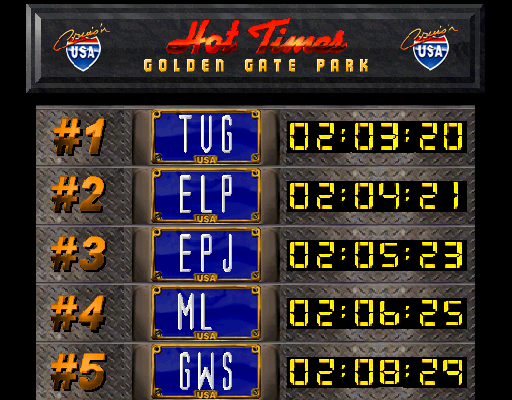 Cruis'n USA Hot Times Cruis'n USA
GOLDEN GATE PARK
#1 TVG USA 02:03:20
#2 ELP USA 02:04:21
#3 EPJ USA 02:05:23
#4 ML USA 02:06:25
#5 GWS USA 02:08:29